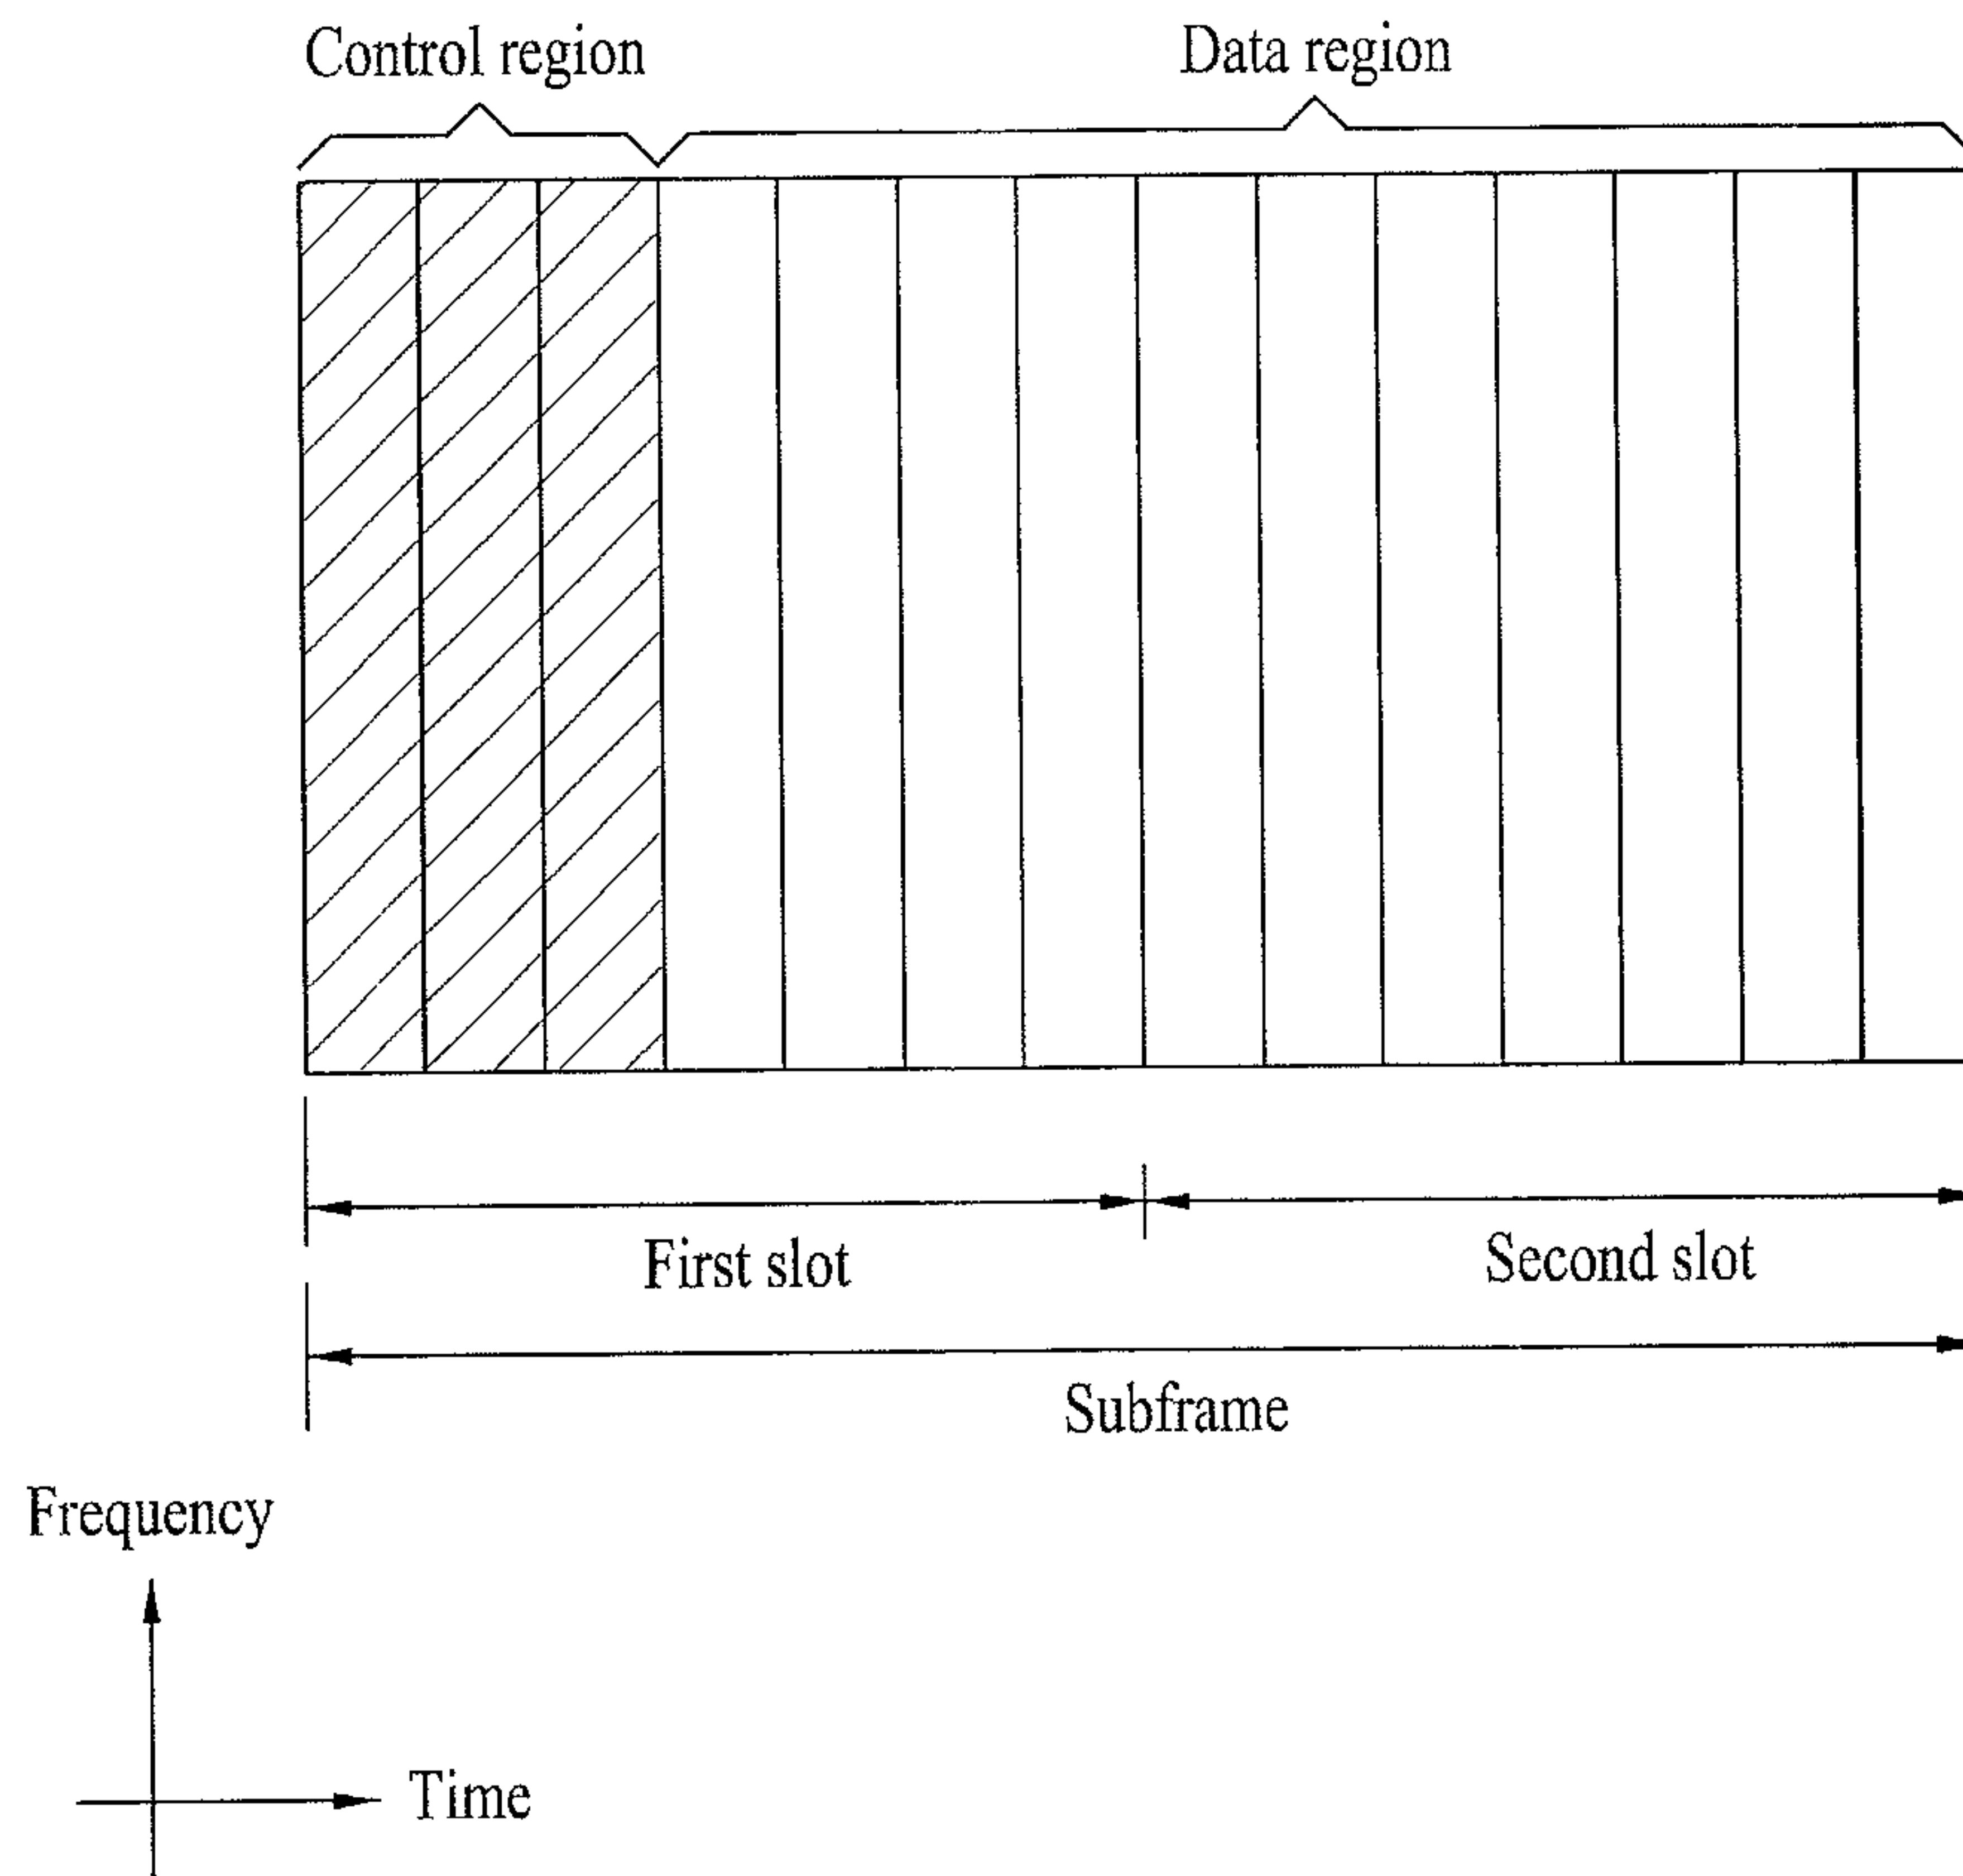 Control region
Data region
First slot
Second slot
Subframe
Frequency
Time